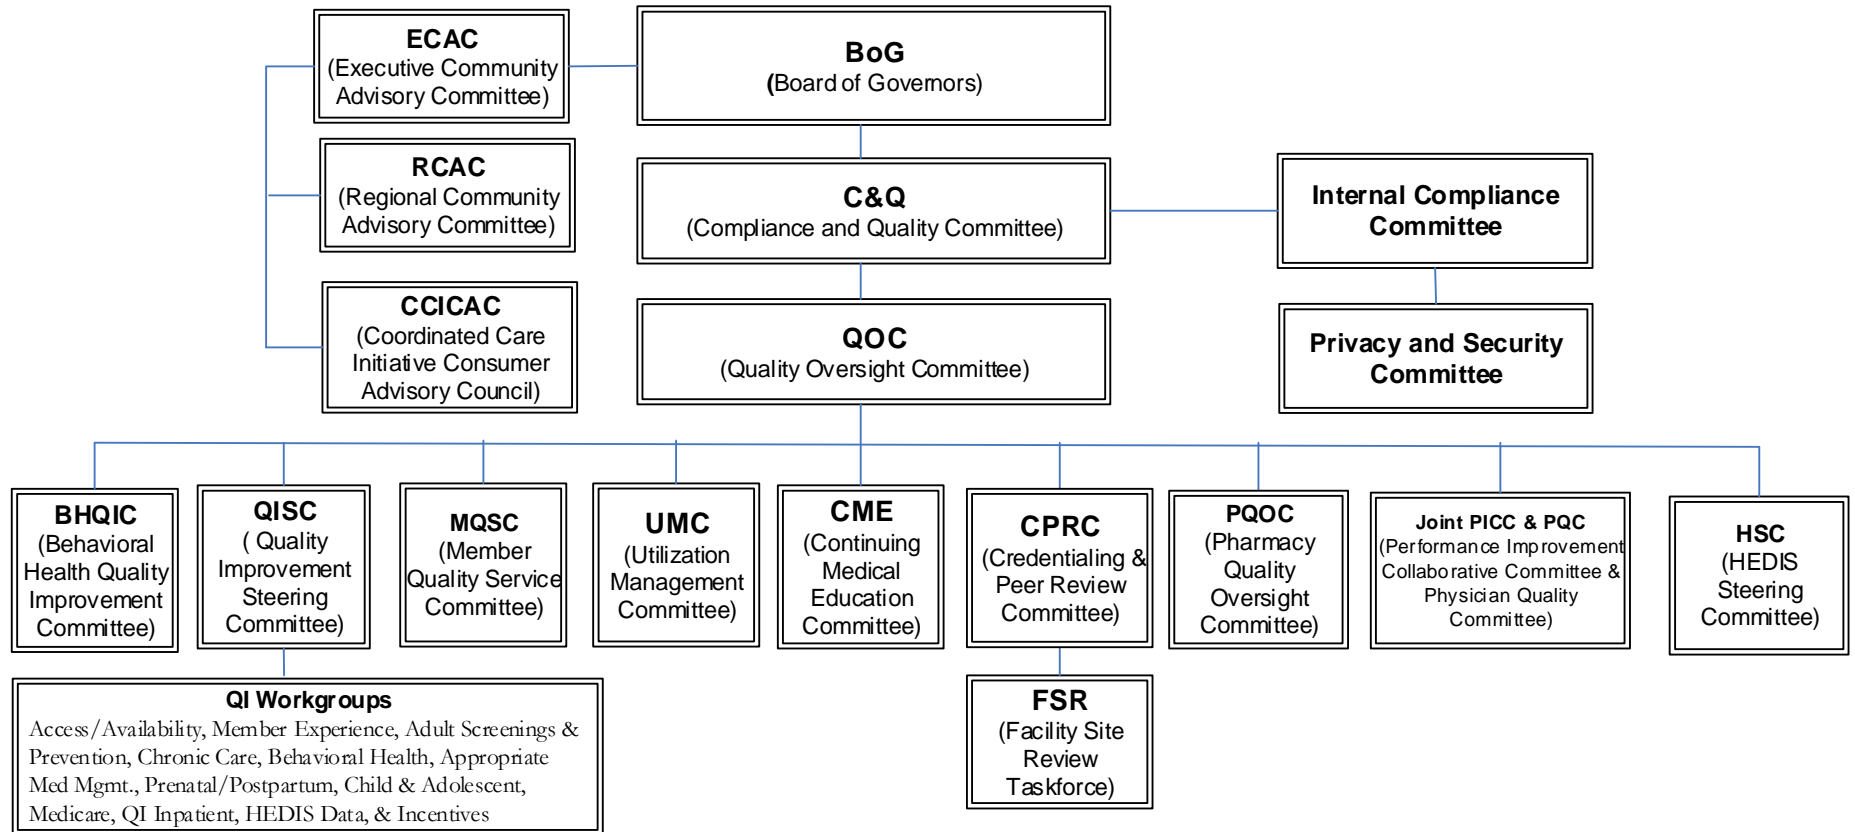 ECAC
(Executive Community
Advisory Committee)
BoG
(Board of Governors)
RCAC
(Regional Community
Advisory Committee)
C&Q
(Compliance and Quality Committee)
Internal Compliance
Committee
CCICAC
(Coordinated Care
Initiative Consumer
Advisory Council)
QOC
(Quality Oversight Committee)
Privacy and Security
Committee
BHQIC
(Behavioral
Health Quality
Improvement
Committee)
QISC
( Quality
Improvement
Steering
Committee)
MQSC
(Member
Quality Service
Committee)
UMC
(Utilization
Management
Committee)
CME
(Continuing
Medical
Education
Committee)
CPRC
(Credentialing &
Peer Review
Committee)
PQOC
(Pharmacy
Quality
Oversight
Committee)
Joint PICC & PQC
(Performance Improvement
Collaborative Committee &
Physician Quality
Committee)
HSC
(HEDIS
Steering
Committee)
QI Workgroups
Access/Availability, Member Experience, Adult Screenings &
Prevention, Chronic Care, Behavioral Health, Appropriate
Med Mgmt., Prenatal/Postpartum, Child & Adolescent,
Medicare, QI Inpatient, HEDIS Data, & Incentives
FSR
(Facility Site
Review
Taskforce)